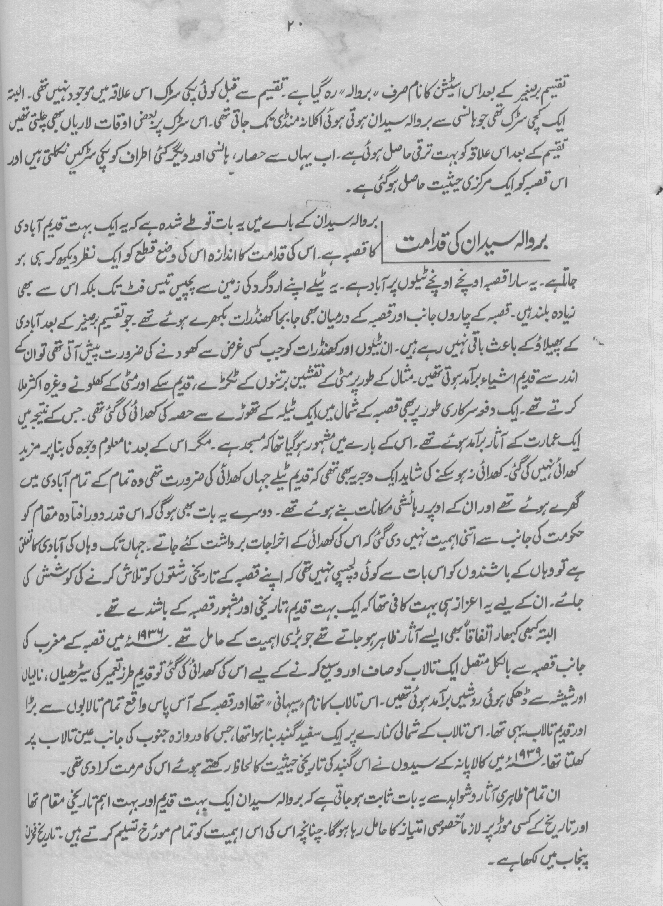 ۲۰
تقسیم برصغیر کے بعد اس اسٹیشن کا نام صرف "بروالہ" رہ گیا ہے۔ تقسیم سے قبل کوئی پکی سڑک اس علاقہ میں موجود نہیں تھی۔ البتہ
ایک کچی سڑک تھی جو ہانسی سے بروالہ سیدان ہوتی ہوئی اکلانہ منڈی تک جاتی تھی۔ اس سڑک پر بعض اوقات لاریاں بھی چلتی تھیں
تقسیم کے بعد اس علاقہ کو بہت ترقی حاصل ہوئی ہے۔ اب یہاں سے حصار، ہانسی اور دیگر کئی اطراف کو پکی سڑکیں نکلتی ہیں اور
اس قصبہ کو ایک مرکزی حیثیت حاصل ہو گئی ہے۔
بروالہ سیدان کی قدامت
بروالہ سیدان کے بارے میں یہ بات تو طے شدہ ہے کہ یہ ایک بہت قدیم آبادی
کا قصبہ ہے۔ اس کی قدامت کا اندازہ اس کی وضع قطع کو ایک نظر دیکھ کر ہی ہو
جاتا ہے۔ یہ سارا قصبہ اونچے اونچے ٹیلوں پر آباد ہے۔ یہ ٹیلے اپنے ارد گرد کی زمین سے پچیس تیس فٹ تک بلکہ اس سے بھی
زیادہ بلند ہیں۔ قصبہ کے چاروں جانب اور قصبہ کے درمیان بھی جا بجا کھنڈرات بکھرے ہوئے تھے۔ جو تقسیم برصغیر کے بعد آبادی
کے پھیلاؤ کے باعث باقی نہیں رہے ہیں۔ ان ٹیلوں اور کھنڈرات کو جب کسی غرض سے کھودنے کی ضرورت پیش آتی تھی تو ان کے
اندر سے قدیم اشیاء برآمد ہوتی تھیں۔ مثال کے طور پر مٹی کے نقشین برتنوں کے ٹکڑے، قدیم سکے اور مٹی کے کھلونے وغیرہ اکثر ملا
کرتے تھے۔ ایک دفعہ سرکاری طور پر بھی قصبہ کے شمال میں ایک ٹیلہ کے تھوڑے سے حصہ کی کھدائی کی گئی تھی۔ جس کے نتیجہ میں
ایک عمارت کے آثار برآمد ہوئے تھے۔ اس کے بارے میں مشہور ہو گیا تھا کہ مسجد ہے۔ مگر اس کے بعد نامعلوم وجوہ کی بنا پر مزید
کھدائی نہیں کی گئی۔ کھدائی نہ ہو سکنے کی شاید ایک وجہ یہ بھی تھی کہ قدیم ٹیلے جہاں کھدائی کی ضرورت تھی وہ تمام کے تمام آبادی میں
گھرے ہوئے تھے اور ان کے اوپر رہائشی مکانات بنے ہوئے تھے۔ دوسرے یہ بات بھی ہوگی کہ اس قدر دور افتادہ مقام کو
حکومت کی جانب سے اتنی اہمیت نہیں دی گئی کہ اس کی کھدائی کے اخراجات برداشت کئے جاتے۔ جہاں تک وہاں کی آبادی کا تعلق
ہے تو وہاں کے باشندوں کو اس بات سے کوئی دلچسپی نہیں تھی کہ اپنے قصبہ کے تاریخی رشتوں کو تلاش کرنے کی کوشش کی
جائے۔ ان کے لیے یہ اعزاز ہی بہت کافی تھا کہ ایک بہت قدیم، تاریخی اور مشہور قصبہ کے باشندے تھے۔
البتہ کبھی کبھار اتفاقاً بھی ایسے آثار ظاہر ہو جاتے تھے جو بڑی اہمیت کے حامل تھے۔ ۱۹۳۶ء میں قصبہ کے مغرب کی
جانب قصبہ سے بالکل متصل ایک تالاب کو صاف اور وسیع کرنے کے لیے اس کی کھدائی کی گئی تو قدیم طرز تعمیر کی سیڑھیاں، نالیاں
اور شیشہ سے ڈھکی ہوئی روشیں برآمد ہوئی تھیں۔ اس تالاب کا نام "بیہانی" تھا اور قصبہ کے آس پاس واقع تمام تالابوں سے بڑا
اور قدیم تالاب یہی تھا۔ اس تالاب کے شمالی کنارے پر ایک سفید گنبد بنا ہوا تھا، جس کا دروازہ جنوب کی جانب عین تالاب پر
کھلتا تھا۔ ۱۹۳۹ء میں کالا پانہ کے سیدوں نے اس گنبد کی تاریخی حیثیت کا لحاظ رکھتے ہوئے اس کی مرمت کرا دی تھی۔
ان تمام ظاہری آثار و شواہد سے یہ بات ثابت ہو جاتی ہے کہ بروالہ سیدان ایک بہت قدیم اور بہت اہم تاریخی مقام تھا
اور تاریخ کے کسی موڑ پر لازماً خصوصی امتیاز کا حامل رہا ہوگا۔ چنانچہ اس کی اس اہمیت کو تمام مورخ تسلیم کرتے ہیں۔ تاریخ مخزن
پنجاب میں لکھا ہے۔